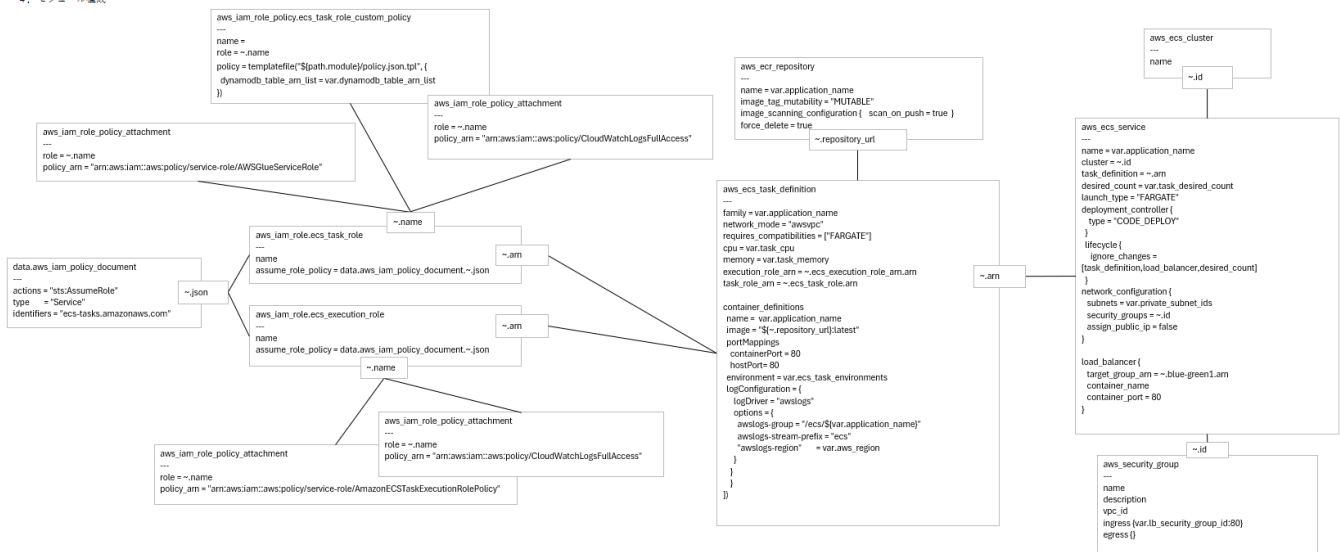 aws_iam_role_policy.ecs_task_role_custom_policy
---
name =
role = ~.name
policy = templatefile("${path.module}/policy.json.tpl", {
dynamodb_table_arn_list = var.dynamodb_table_arn_list
})
aws_iam_role_policy_attachment
---
role = ~.name
policy_arn = "arn:aws:iam::aws:policy/CloudWatchLogsFullAccess"
aws_iam_role_policy_attachment
---
role = ~.name
policy_arn = "arn:aws:iam::aws:policy/service-role/AWSGlueServiceRole"
~.name
aws_iam_role.ecs_task_role
---
name
assume_role_policy = data.aws_iam_policy_document.~.json
~.arn
data.aws_iam_policy_document
---
actions = "sts:AssumeRole"
type = "Service"
identifiers = "ecs-tasks.amazonaws.com"
~.json
aws_iam_role.ecs_execution_role
---
name
assume_role_policy = data.aws_iam_policy_document.~.json
~.arn
~.name
aws_iam_role_policy_attachment
---
role = ~.name
policy_arn = "arn:aws:iam::aws:policy/CloudWatchLogsFullAccess"
aws_iam_role_policy_attachment
---
role = ~.name
policy_arn = "arn:aws:iam::aws:policy/service-role/AmazonECSTaskExecutionRolePolicy"
aws_ecr_repository
---
name = var.application_name
image_tag_mutability = "MUTABLE"
image_scanning_configuration { scan_on_push = true }
force_delete = true
~.repository_url
aws_ecs_task_definition
---
family = var.application_name
network_mode = "awsvpc"
requires_compatibilities = ["FARGATE"]
cpu = var.task_cpu
memory = var.task_memory
execution_role_arn = ~.ecs_execution_role_arn.arn
task_role_arn = ~.ecs_task_role.arn
container_definitions
name = var.application_name
image = "${~.repository_url}:latest"
portMappings
containerPort = 80
hostPort= 80
environment = var.ecs_task_environments
logConfiguration = {
logDriver = "awslogs"
options = {
awslogs-group = "/ecs/${var.application_name}"
awslogs-stream-prefix = "ecs"
"awslogs-region" = var.aws_region
}
}
}
])
~.arn
aws_ecs_cluster
---
name
~.id
aws_ecs_service
---
name = var.application_name
cluster = ~.id
task_definition = ~.arn
desired_count = var.task_desired_count
launch_type = "FARGATE"
deployment_controller {
type = "CODE_DEPLOY"
}
lifecycle {
ignore_changes =
[task_definition,load_balancer,desired_count]
}
network_configuration {
subnets = var.private_subnet_ids
security_groups = ~.id
assign_public_ip = false
}
load_balancer {
target_group_arn = ~.blue-green1.arn
container_name
container_port = 80
}
~.id
aws_security_group
---
name
description
vpc_id
ingress {var.lb_security_group_id:80}
egress {}